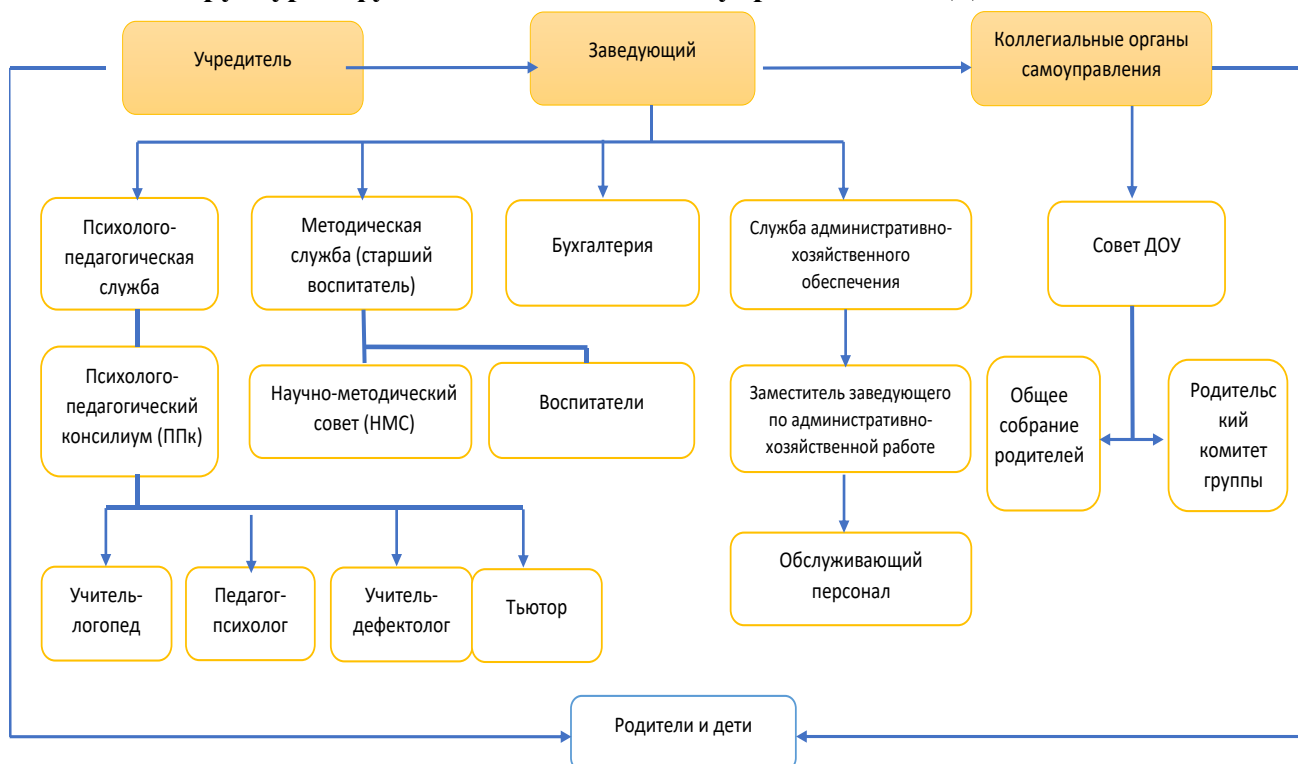 Учредитель
Заведующий
Коллегиальные органы
самоуправления
Психолого-
педагогическая
служба
Методическая
служба (старший
воспитатель)
Бухгалтерия
Служба административно-
хозяйственного
обеспечения
Совет ДОУ
Психолого-
педагогический
консилиум (ППк)
Научно-методический
совет (НМС)
Воспитатели
Заместитель заведующего
по административно-
хозяйственной работе
Общее
собрание
родителей
Родительс
кий
комитет
группы
Учитель-
логопед
Педагог-
психолог
Учитель-
дефектолог
Тьютор
Обслуживающий
персонал
Родители и дети